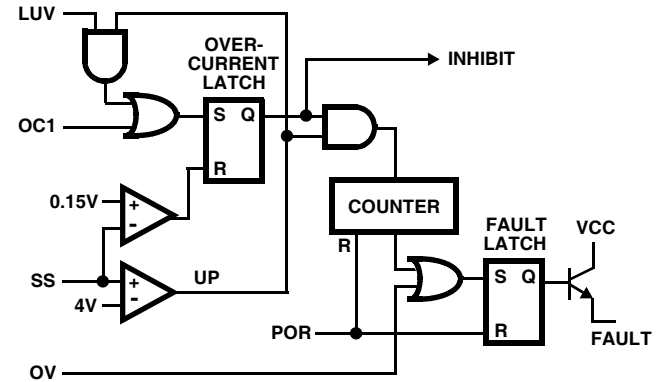 LUV
OVER-
CURRENT
LATCH
INHIBIT
S Q
OC1
R
0.15V
+
-
COUNTER
R
FAULT
LATCH
VCC
SS
+
-
4V
UP
S Q
POR
R
FAULT
OV